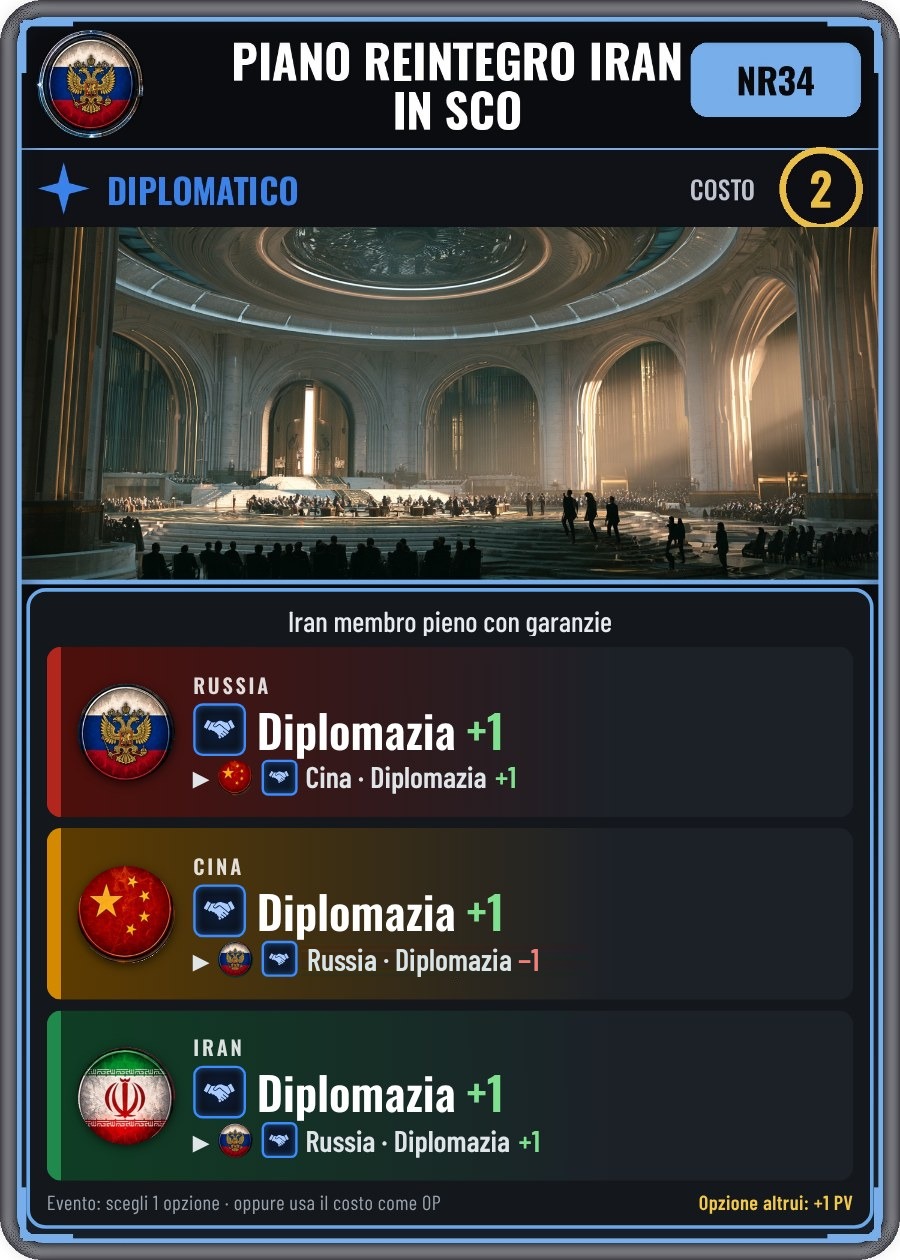 PIANO REINTEGRO IRAN
IN SCO
NR34
DIPLOMATICO
COSTO
2
Iran membro pieno con garanzie
RUSSIA
Diplomazia +1
▶ Cina · Diplomazia +1
CINA
Diplomazia +1
▶ Russia · Diplomazia −1
IRAN
Diplomazia +1
▶ Russia · Diplomazia +1
Evento: scegli 1 opzione · oppure usa il costo come OP
Opzione altrui: +1 PV